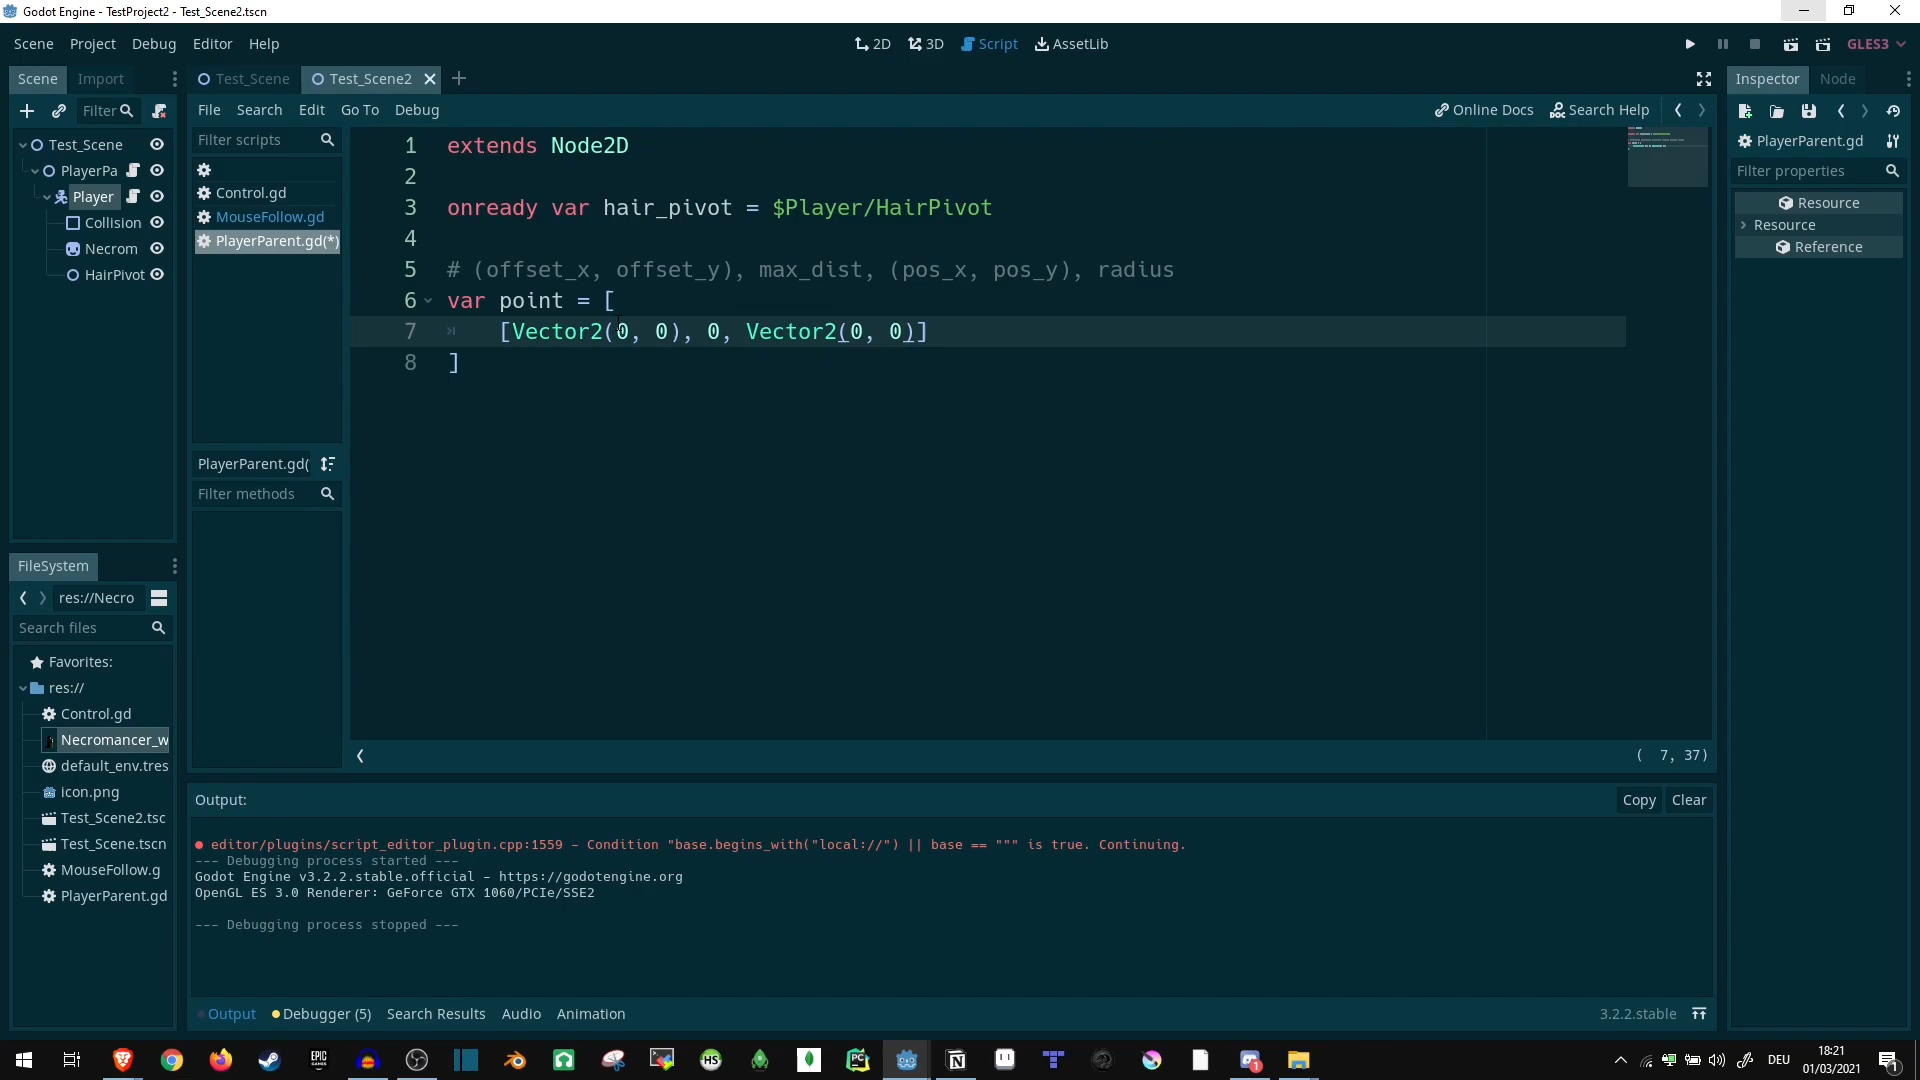 Godot Engine - TestProject2 - Test_Scene2.tscn
Scene Project Debug Editor Help
2D 3D Script AssetLib
GLES3
Scene Import
Test_Scene Test_Scene2
Inspector Node
Filter
File Search Edit Go To Debug
Online Docs Search Help
Test_Scene
PlayerPa
Player
Collision
Necrom
HairPivot
Filter scripts
Control.gd
MouseFollow.gd
PlayerParent.gd(*)
PlayerParent.gd(
Filter methods
1 extends Node2D
2
3 onready var hair_pivot = $Player/HairPivot
4
5 # (offset_x, offset_y), max_dist, (pos_x, pos_y), radius
6 var point = [
7 [Vector2(0, 0), 0, Vector2(0, 0)]
8 ]
( 7, 37)
PlayerParent.gd
Filter properties
Resource
Resource
Reference
FileSystem
res://Necro
Search files
Favorites:
res://
Control.gd
Necromancer_w
default_env.tres
icon.png
Test_Scene2.tsc
Test_Scene.tscn
MouseFollow.g
PlayerParent.gd
Output:
Copy Clear
editor/plugins/script_editor_plugin.cpp:1559 - Condition "base.begins_with("local://") || base == """ is true. Continuing.
--- Debugging process started ---
Godot Engine v3.2.2.stable.official - https://godotengine.org
OpenGL ES 3.0 Renderer: GeForce GTX 1060/PCIe/SSE2
--- Debugging process stopped ---
Output Debugger (5) Search Results Audio Animation
3.2.2.stable
EPIC GAMES
HS
PC
DEU
18:21
01/03/2021
1
1